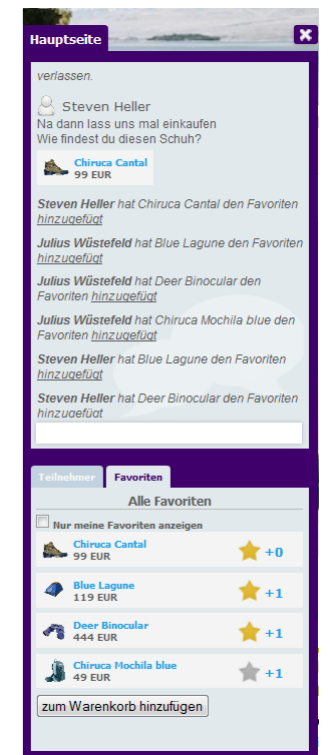 Hauptseite
verlassen.
Steven Heller
Na dann lass uns mal einkaufen
Wie findest du diesen Schuh?
Chiruca Cantal
99 EUR
Steven Heller hat Chiruca Cantal den Favoriten
hinzugefügt
Julius Wüstefeld hat Blue Lagune den Favoriten
hinzugefügt
Julius Wüstefeld hat Deer Binocular den
Favoriten hinzugefügt
Julius Wüstefeld hat Chiruca Mochila blue den
Favoriten hinzugefügt
Steven Heller hat Blue Lagune den Favoriten
hinzugefügt
Steven Heller hat Deer Binocular den Favoriten
hinzugefügt
Teilnehmer Favoriten
Alle Favoriten
Nur meine Favoriten anzeigen
Chiruca Cantal
99 EUR
+0
Blue Lagune
119 EUR
+1
Deer Binocular
444 EUR
+1
Chiruca Mochila blue
49 EUR
+1
zum Warenkorb hinzufügen